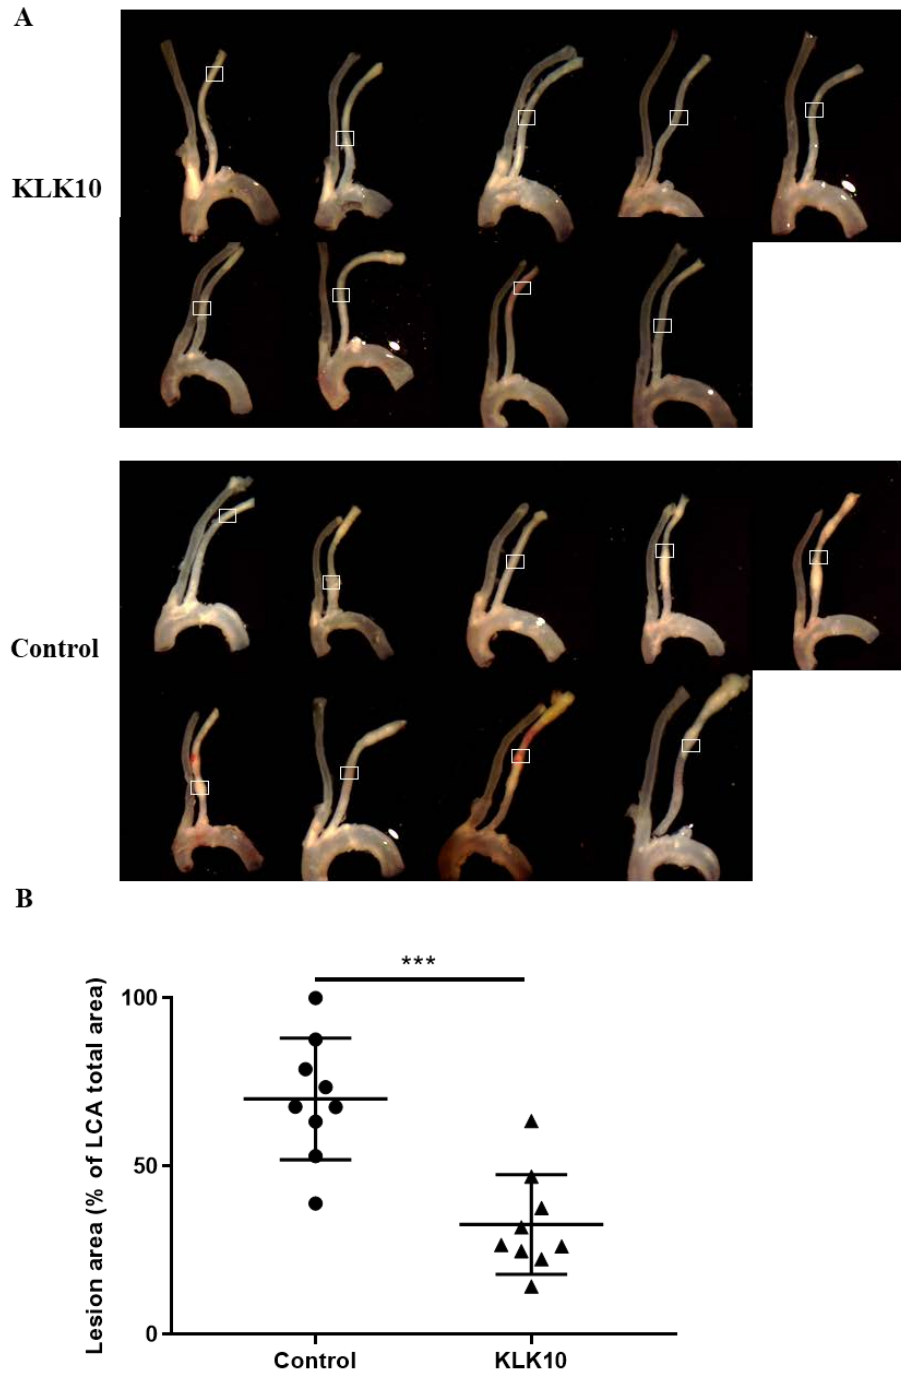 A
KLK10
Control
B
***
Lesion area (% of LCA total area)
100
50
0
Control
KLK10